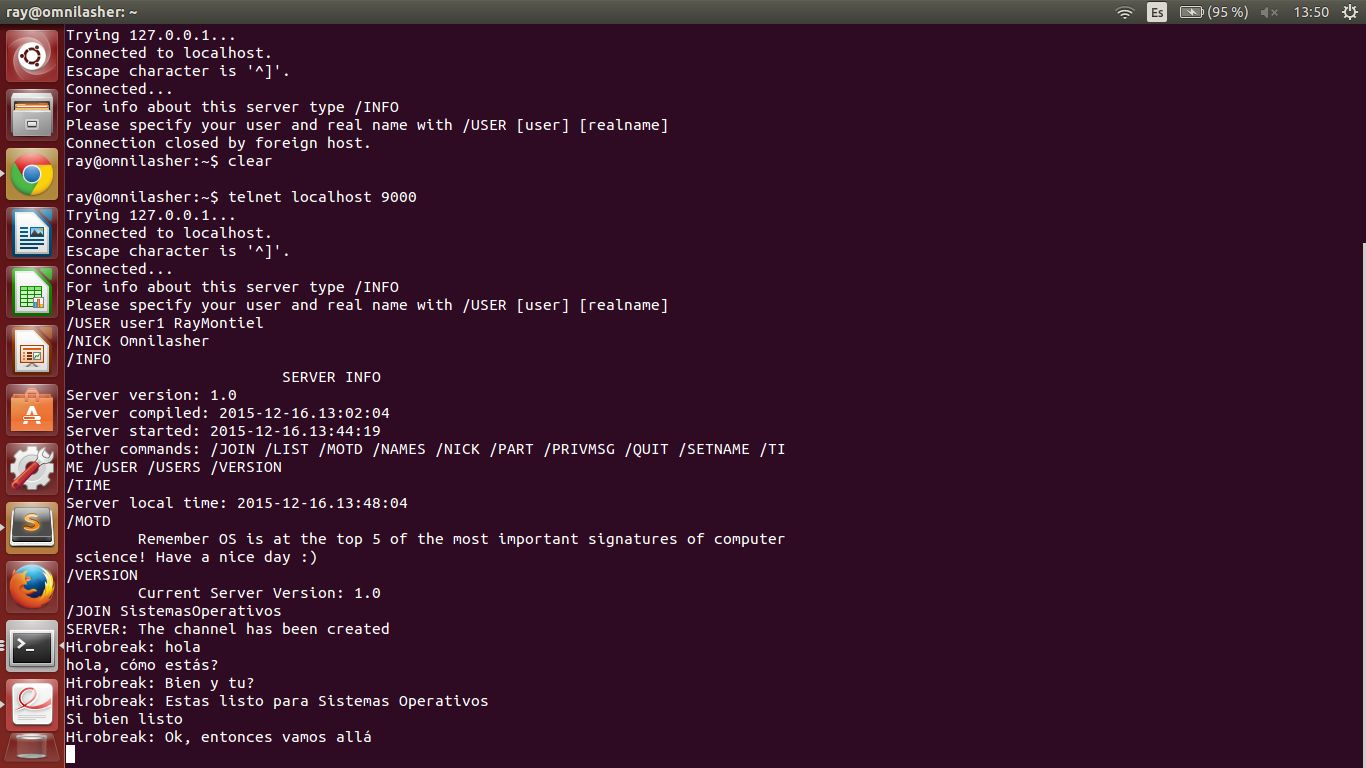 ray@omnilasher: ~
Es
(95 %)
13:50
Trying 127.0.0.1...
Connected to localhost.
Escape character is '^]'.
Connected...
For info about this server type /INFO
Please specify your user and real name with /USER [user] [realname]
Connection closed by foreign host.
ray@omnilasher:~$ clear
ray@omnilasher:~$ telnet localhost 9000
Trying 127.0.0.1...
Connected to localhost.
Escape character is '^]'.
Connected...
For info about this server type /INFO
Please specify your user and real name with /USER [user] [realname]
/USER user1 RayMontiel
/NICK Omnilasher
/INFO
SERVER INFO
Server version: 1.0
Server compiled: 2015-12-16.13:02:04
Server started: 2015-12-16.13:44:19
Other commands: /JOIN /LIST /MOTD /NAMES /NICK /PART /PRIVMSG /QUIT /SETNAME /TI
ME /USER /USERS /VERSION
/TIME
Server local time: 2015-12-16.13:48:04
/MOTD
Remember OS is at the top 5 of the most important signatures of computer
science! Have a nice day :)
/VERSION
Current Server Version: 1.0
/JOIN SistemasOperativos
SERVER: The channel has been created
Hirobreak: hola
hola, cómo estás?
Hirobreak: Bien y tu?
Hirobreak: Estas listo para Sistemas Operativos
Si bien listo
Hirobreak: Ok, entonces vamos allá